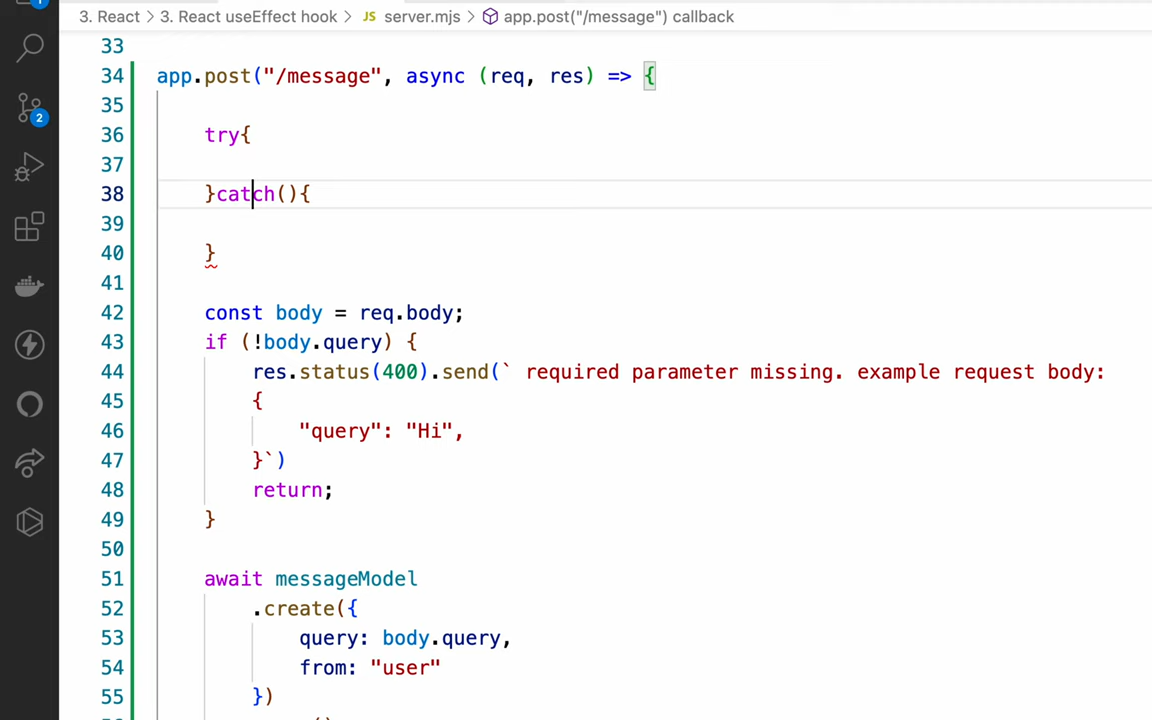 1
3. React > 3. React useEffect hook > JS server.mjs > app.post("/message") callback
33
34 app.post("/message", async (req, res) => {
35
36 try{
2
37
38 }catch(){
39
40 }
41
42 const body = req.body;
43 if (!body.query) {
44 res.status(400).send(` required parameter missing. example request body:
45 {
46 "query": "Hi",
47 }`)
48 return;
49 }
50
51 await messageModel
52 .create({
53 query: body.query,
54 from: "user"
55 })